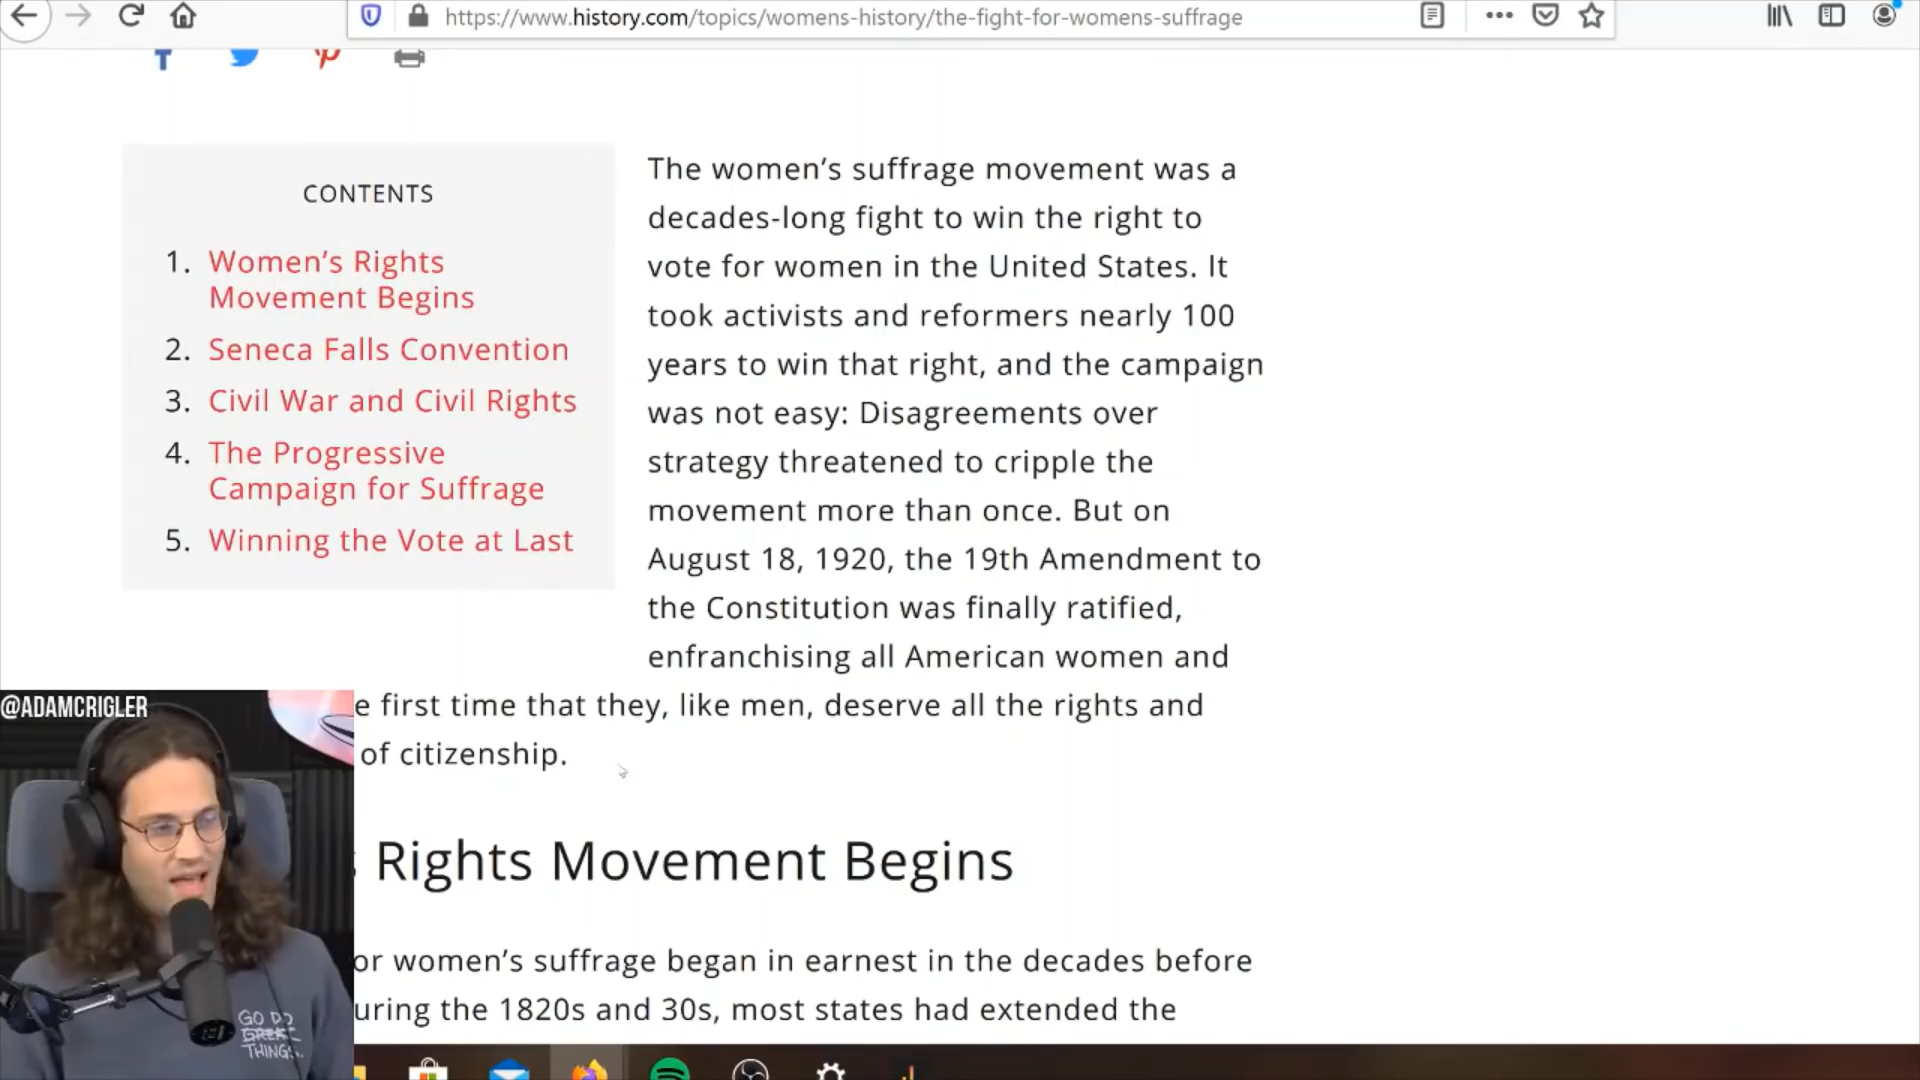 https://www.history.com/topics/womens-history/the-fight-for-womens-suffrage
CONTENTS
1. Women's Rights
Movement Begins
2. Seneca Falls Convention
3. Civil War and Civil Rights
4. The Progressive
Campaign for Suffrage
5. Winning the Vote at Last
The women's suffrage movement was a
decades-long fight to win the right to
vote for women in the United States. It
took activists and reformers nearly 100
years to win that right, and the campaign
was not easy: Disagreements over
strategy threatened to cripple the
movement more than once. But on
August 18, 1920, the 19th Amendment to
the Constitution was finally ratified,
enfranchising all American women and
e first time that they, like men, deserve all the rights and
of citizenship.
Rights Movement Begins
or women's suffrage began in earnest in the decades before
uring the 1820s and 30s, most states had extended the
@ADAMCRIGLER
GO DO
GREAT
THINGS.